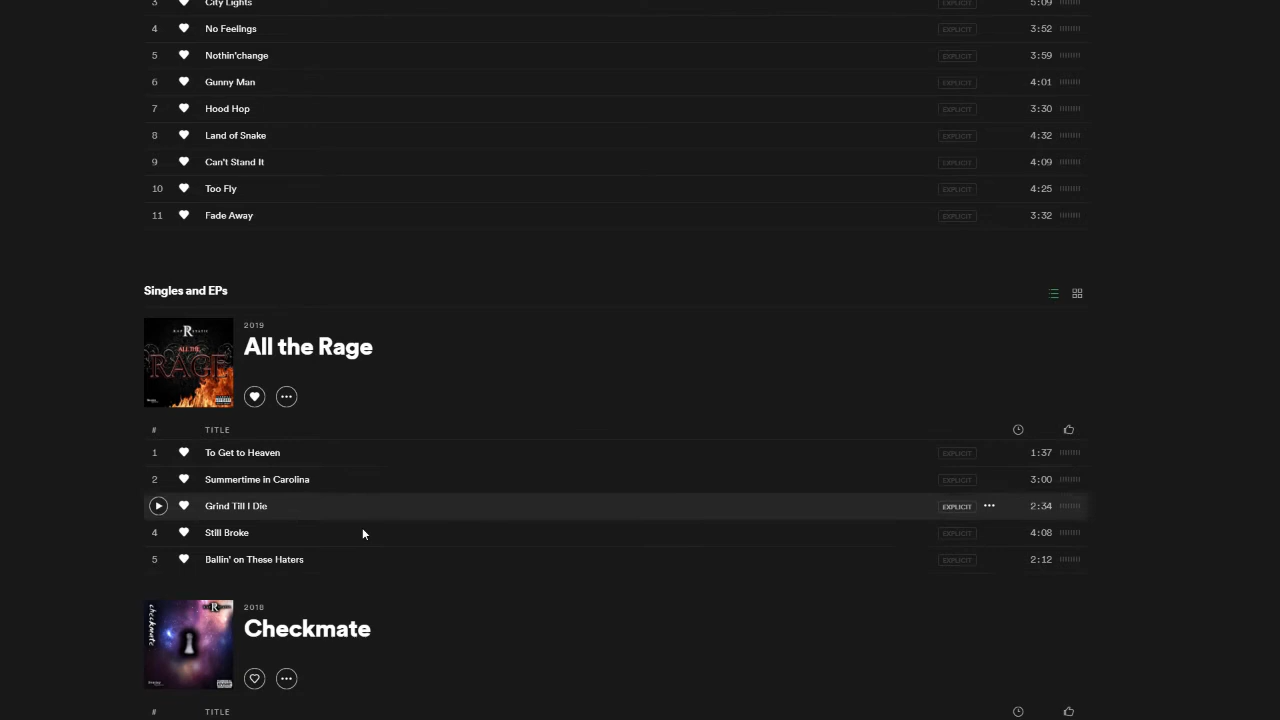 3 City Lights EXPLICIT 5:09
4 No Feelings EXPLICIT 3:52
5 Nothin'change EXPLICIT 3:59
6 Gunny Man EXPLICIT 4:01
7 Hood Hop EXPLICIT 3:30
8 Land of Snake EXPLICIT 4:32
9 Can't Stand It EXPLICIT 4:09
10 Too Fly EXPLICIT 4:25
11 Fade Away EXPLICIT 3:32
Singles and EPs
2019
All the Rage
ALL THE
RAGE
# TITLE
1 To Get to Heaven EXPLICIT 1:37
2 Summertime in Carolina EXPLICIT 3:00
Grind Till I Die EXPLICIT 2:34
4 Still Broke EXPLICIT 4:08
5 Ballin' on These Haters EXPLICIT 2:12
2018
Checkmate
checkmate
# TITLE